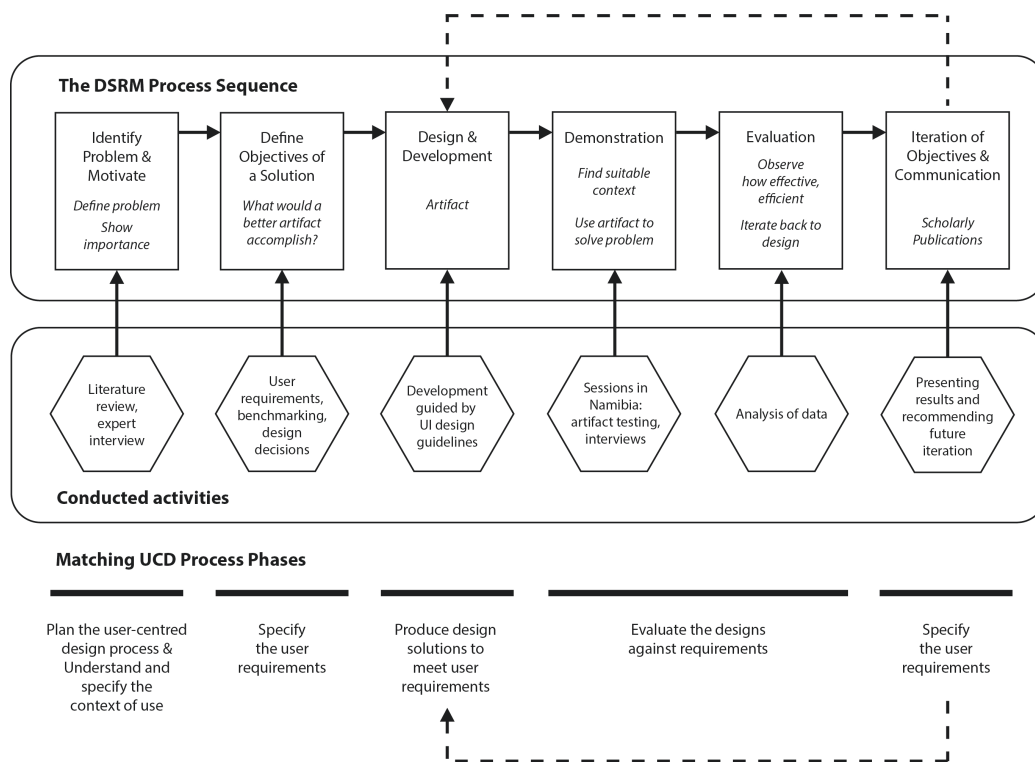 The DSRM Process Sequence
Identify
Problem &
Motivate
Define problem
Show
importance
Define
Objectives of
a Solution
What would a
better artifact
accomplish?
Design &
Development
Artifact
Demonstration
Find suitable
context
Use artifact to
solve problem
Evaluation
Observe
how effective,
efficient
Iterate back to
design
Iteration of
Objectives &
Communication
Scholarly
Publications
Literature
review,
expert
interview
User
requirements,
benchmarking,
design
decisions
Development
guided by
UI design
guidelines
Sessions in
Namibia:
artifact testing,
interviews
Analysis of data
Presenting
results and
recommending
future
iteration
Conducted activities
Matching UCD Process Phases
Plan the user-centred
design process &
Understand and
specify the
context of use
Specify
the user
requirements
Produce design
solutions to
meet user
requirements
Evaluate the designs
against requirements
Specify
the user
requirements